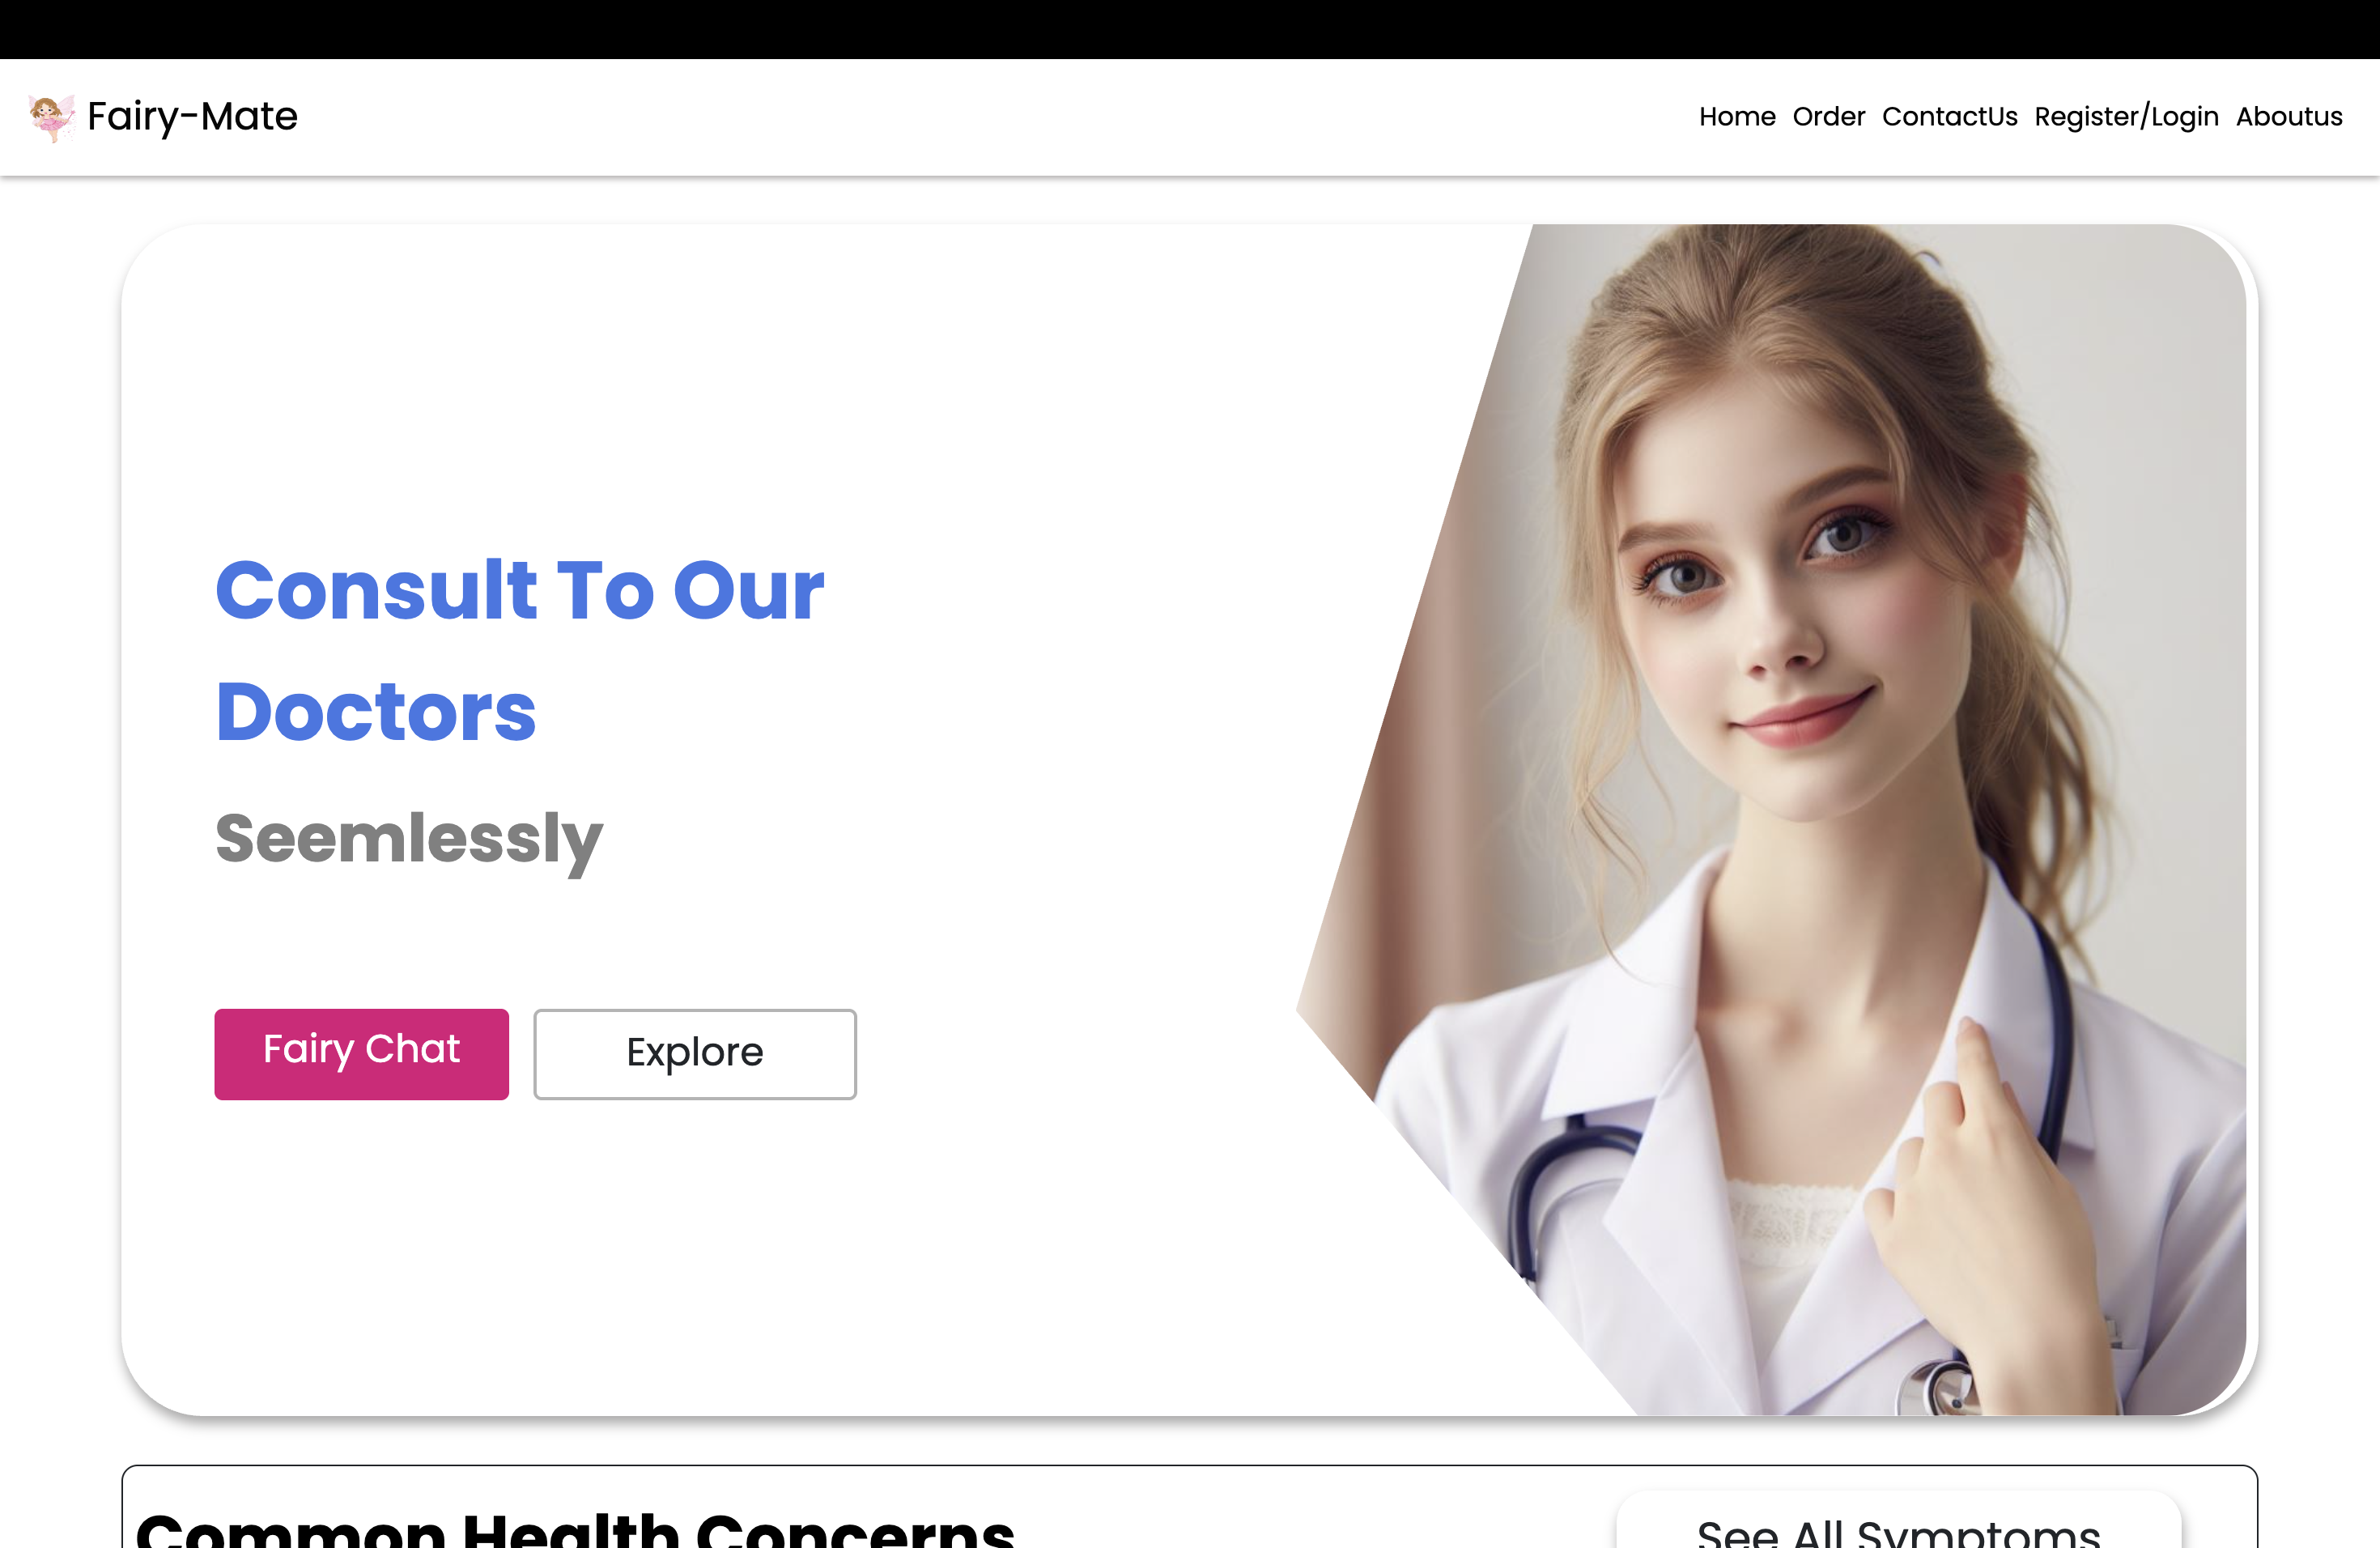 Fairy-Mate
Home Order ContactUs Register/Login Aboutus
Consult To Our
Doctors
Seemlessly
Fairy Chat
Explore
Common Health Concerns
See All Symptoms